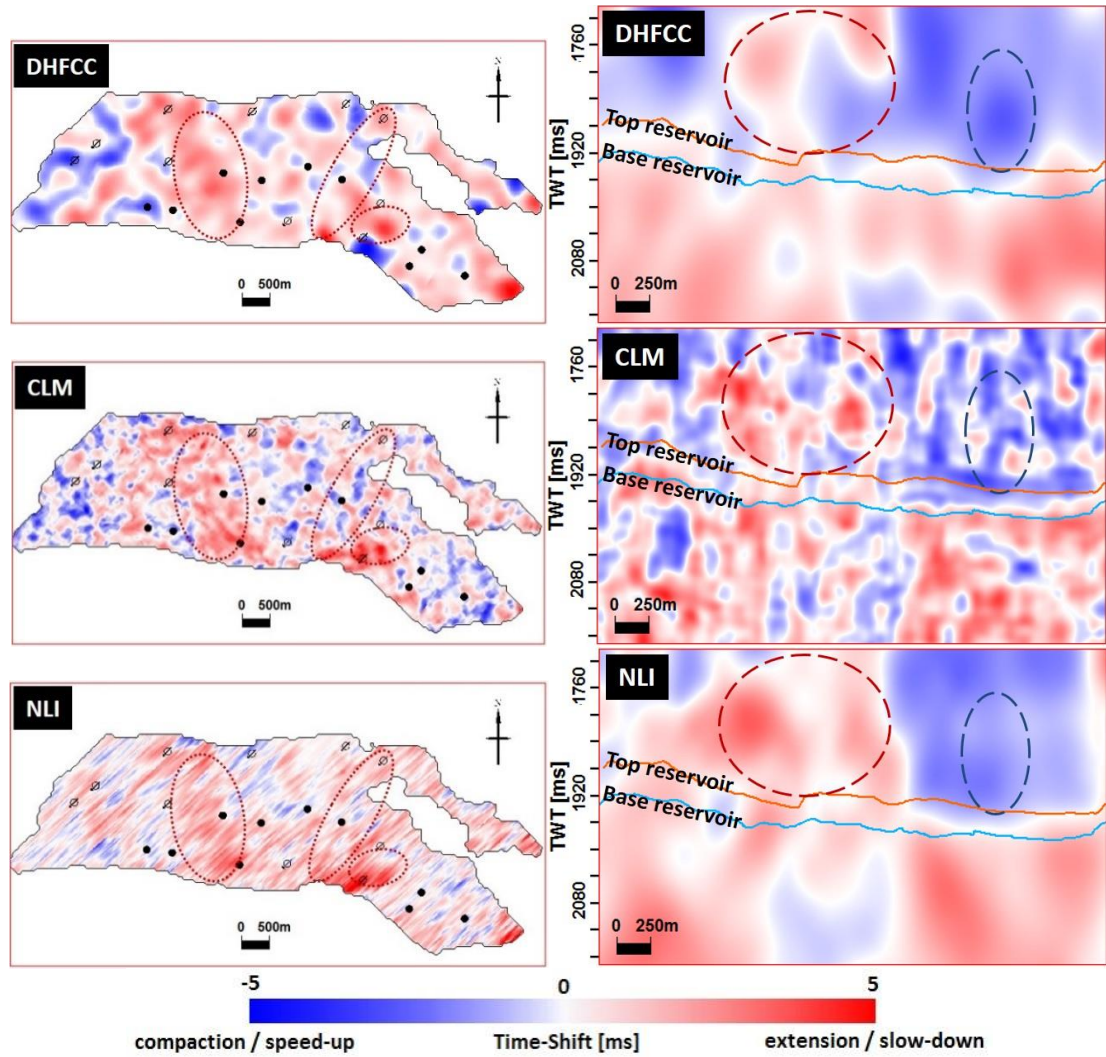 DHFCC
N
0 500m
DHFCC
1760
1920
2080
TWT [ms]
Top reservoir
Base reservoir
0 250m
CLM
N
0 500m
CLM
1760
1920
2080
TWT [ms]
Top reservoir
Base reservoir
0 250m
NLI
N
0 500m
NLI
1760
1920
2080
TWT [ms]
Top reservoir
Base reservoir
0 250m
-5 0 5
compaction / speed-up Time-Shift [ms] extension / slow-down